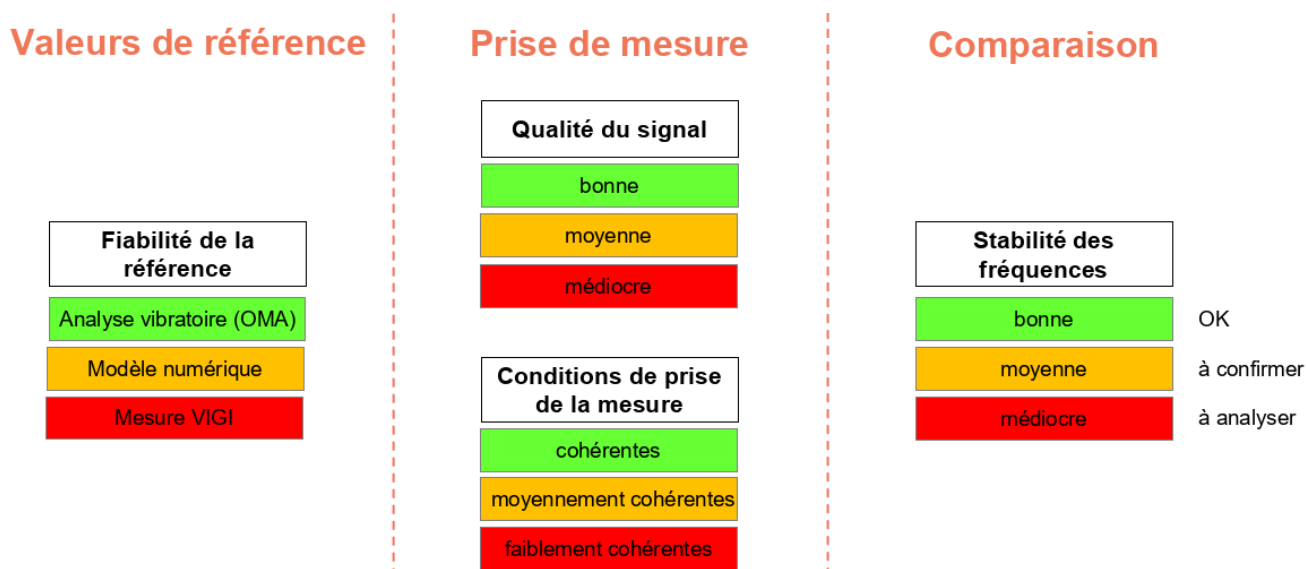 Valeurs de référence
Fiabilité de la
référence
Analyse vibratoire (OMA)
Modèle numérique
Mesure VIGI
Prise de mesure
Qualité du signal
bonne
moyenne
médiocre
Conditions de prise
de la mesure
cohérentes
moyennement cohérentes
faiblement cohérentes
Comparaison
Stabilité des
fréquences
bonne
OK
moyenne
à confirmer
médiocre
à analyser